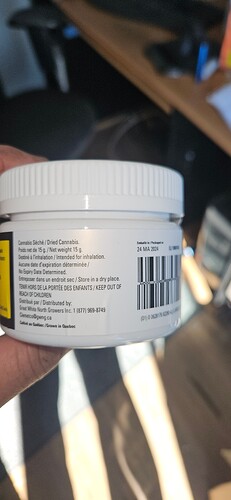 Cannabis Séché / Dried Cannabis.
Poids net de 15 g. / Net weight 15 g.
Destiné à l'inhalation / Intended for inhalation.
Aucune date d'expiration déterminée /
No Expiry Date Determined.
Entreposer dans un endroit sec / Store in a dry place.
TENIR HORS DE LA PORTÉE DES ENFANTS / KEEP OUT OF
REACH OF CHILDREN
Distribué par / Distributed by:
Great White North Growers Inc. 1 (877) 989-8749
Cultivé au Québec / Grown in Quebec
24 MA 2024